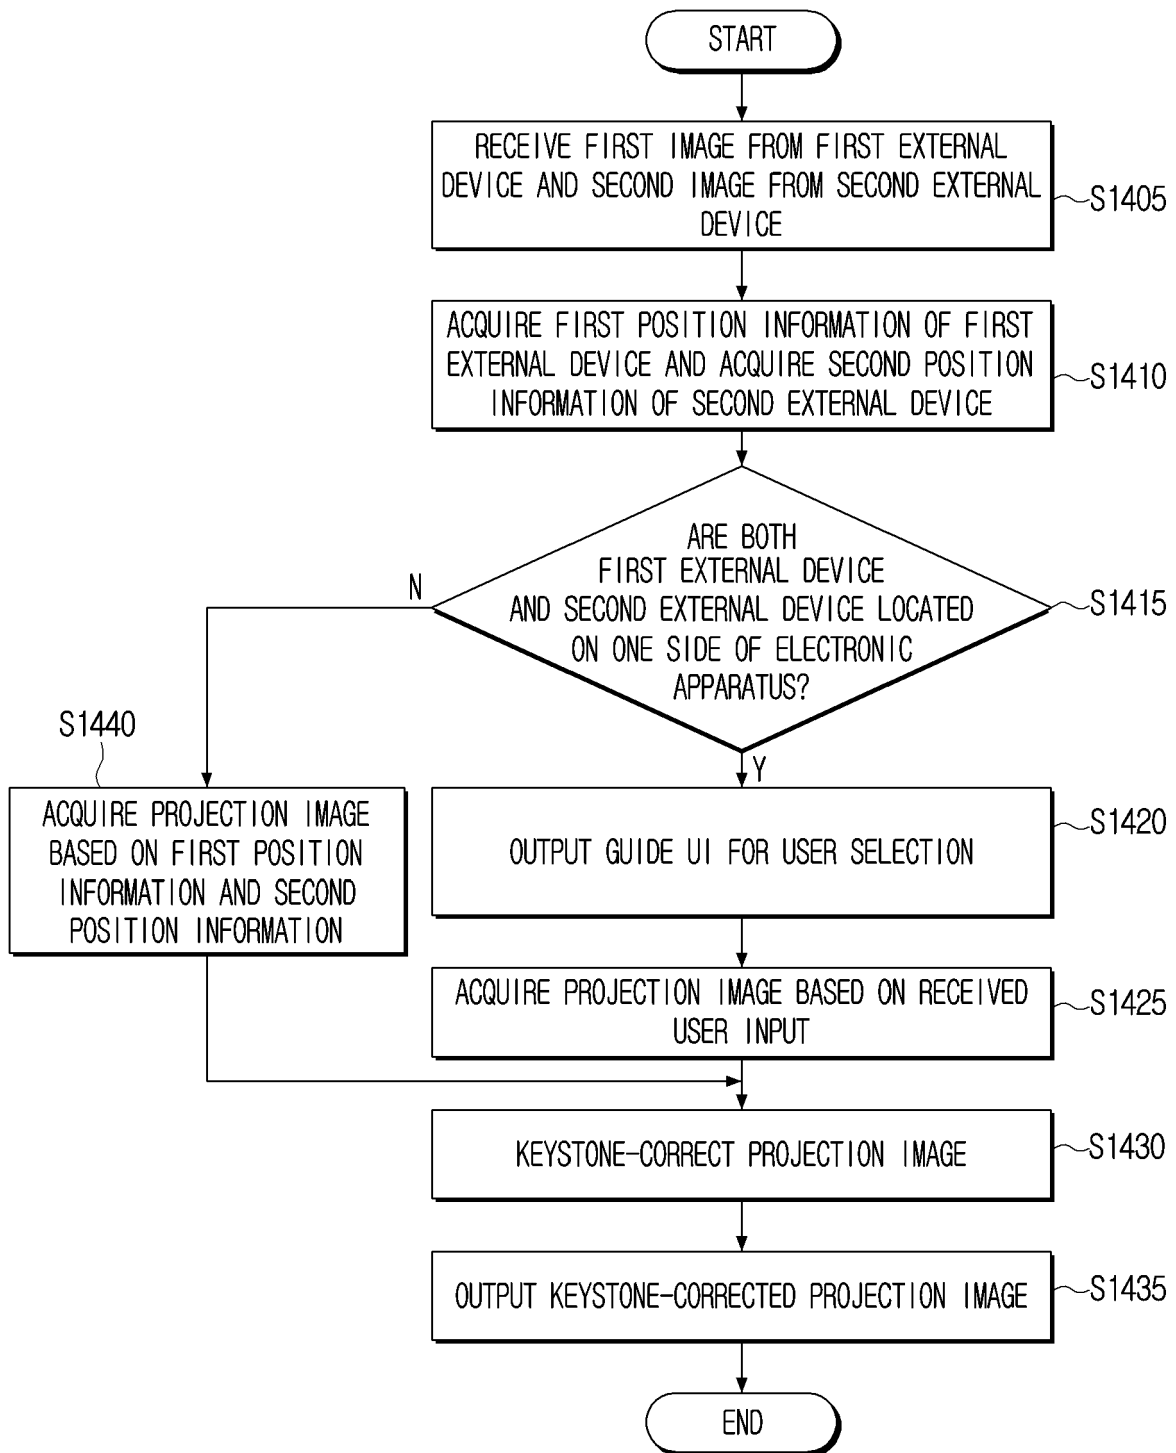 START
RECEIVE FIRST IMAGE FROM FIRST EXTERNAL
DEVICE AND SECOND IMAGE FROM SECOND EXTERNAL
DEVICE
S1405
ACQUIRE FIRST POSITION INFORMATION OF FIRST
EXTERNAL DEVICE AND ACQUIRE SECOND POSITION
INFORMATION OF SECOND EXTERNAL DEVICE
S1410
ARE BOTH
FIRST EXTERNAL DEVICE
AND SECOND EXTERNAL DEVICE LOCATED
ON ONE SIDE OF ELECTRONIC
APPARATUS?
S1415
N
Y
S1440
ACQUIRE PROJECTION IMAGE
BASED ON FIRST POSITION
INFORMATION AND SECOND
POSITION INFORMATION
OUTPUT GUIDE UI FOR USER SELECTION
S1420
ACQUIRE PROJECTION IMAGE BASED ON RECEIVED
USER INPUT
S1425
KEYSTONE-CORRECT PROJECTION IMAGE
S1430
OUTPUT KEYSTONE-CORRECTED PROJECTION IMAGE
S1435
END